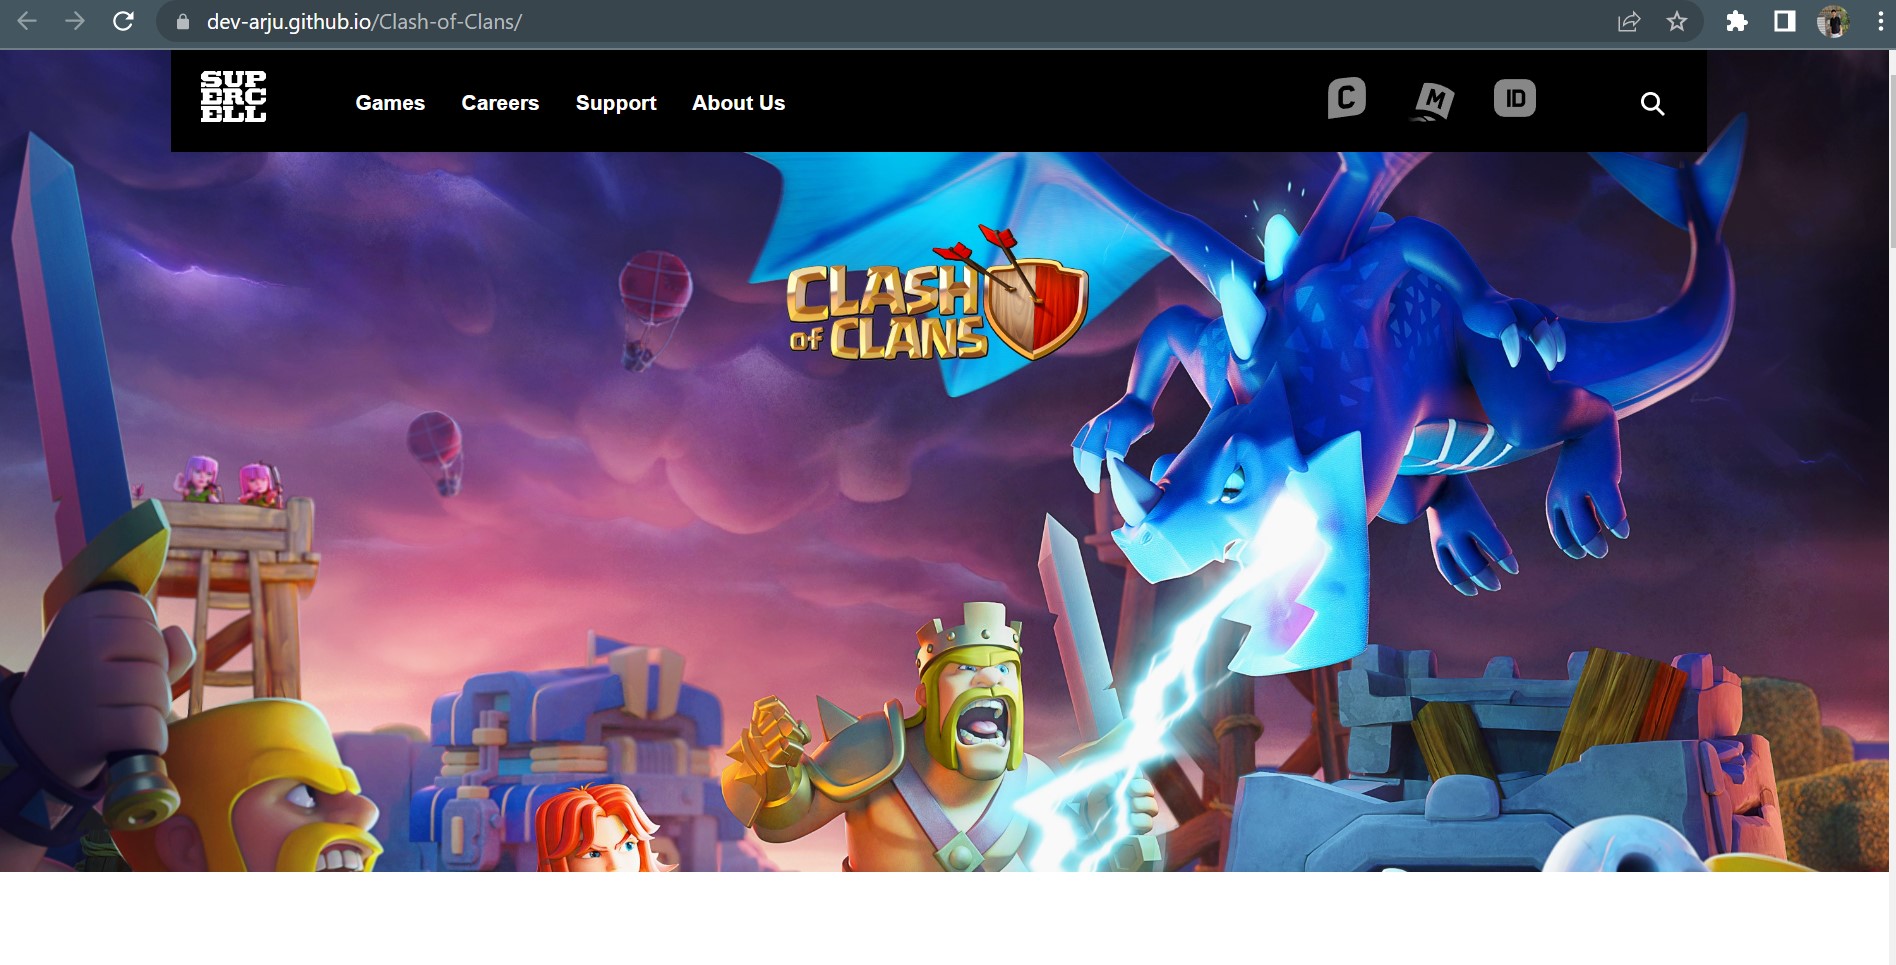 dev-arju.github.io/Clash-of-Clans/
SUP
ERC
ELL
Games Careers Support About Us
C M ID
CLASH
of CLANS